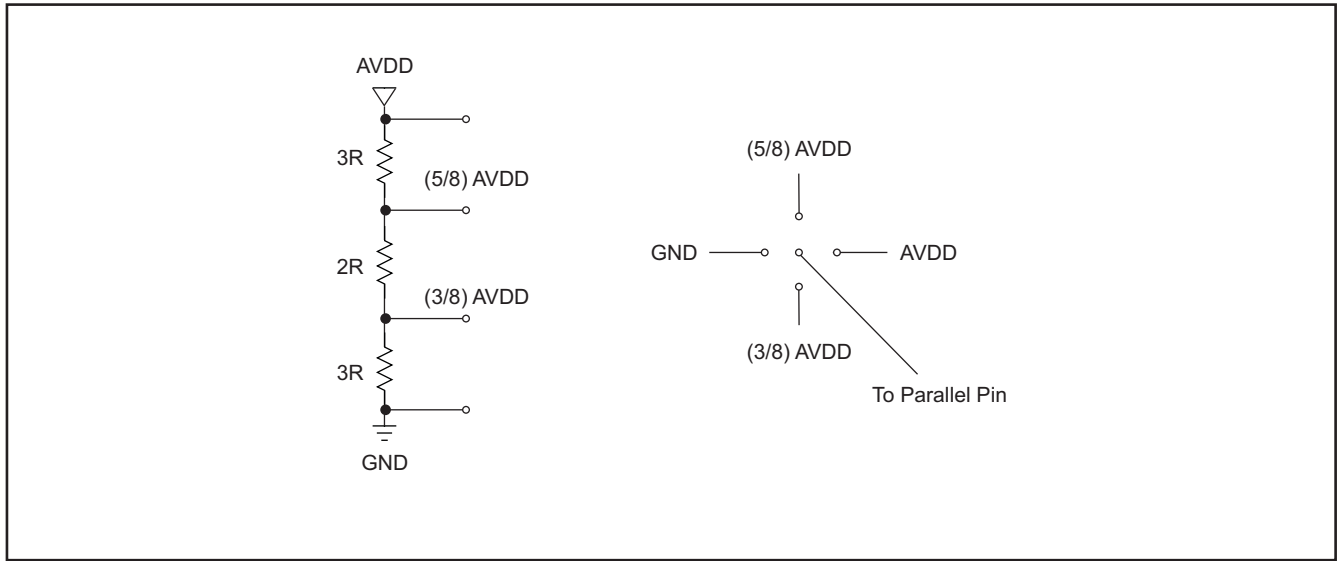 AVDD
3R
(5/8) AVDD
2R
(3/8) AVDD
3R
GND
(5/8) AVDD
GND
AVDD
(3/8) AVDD
To Parallel Pin